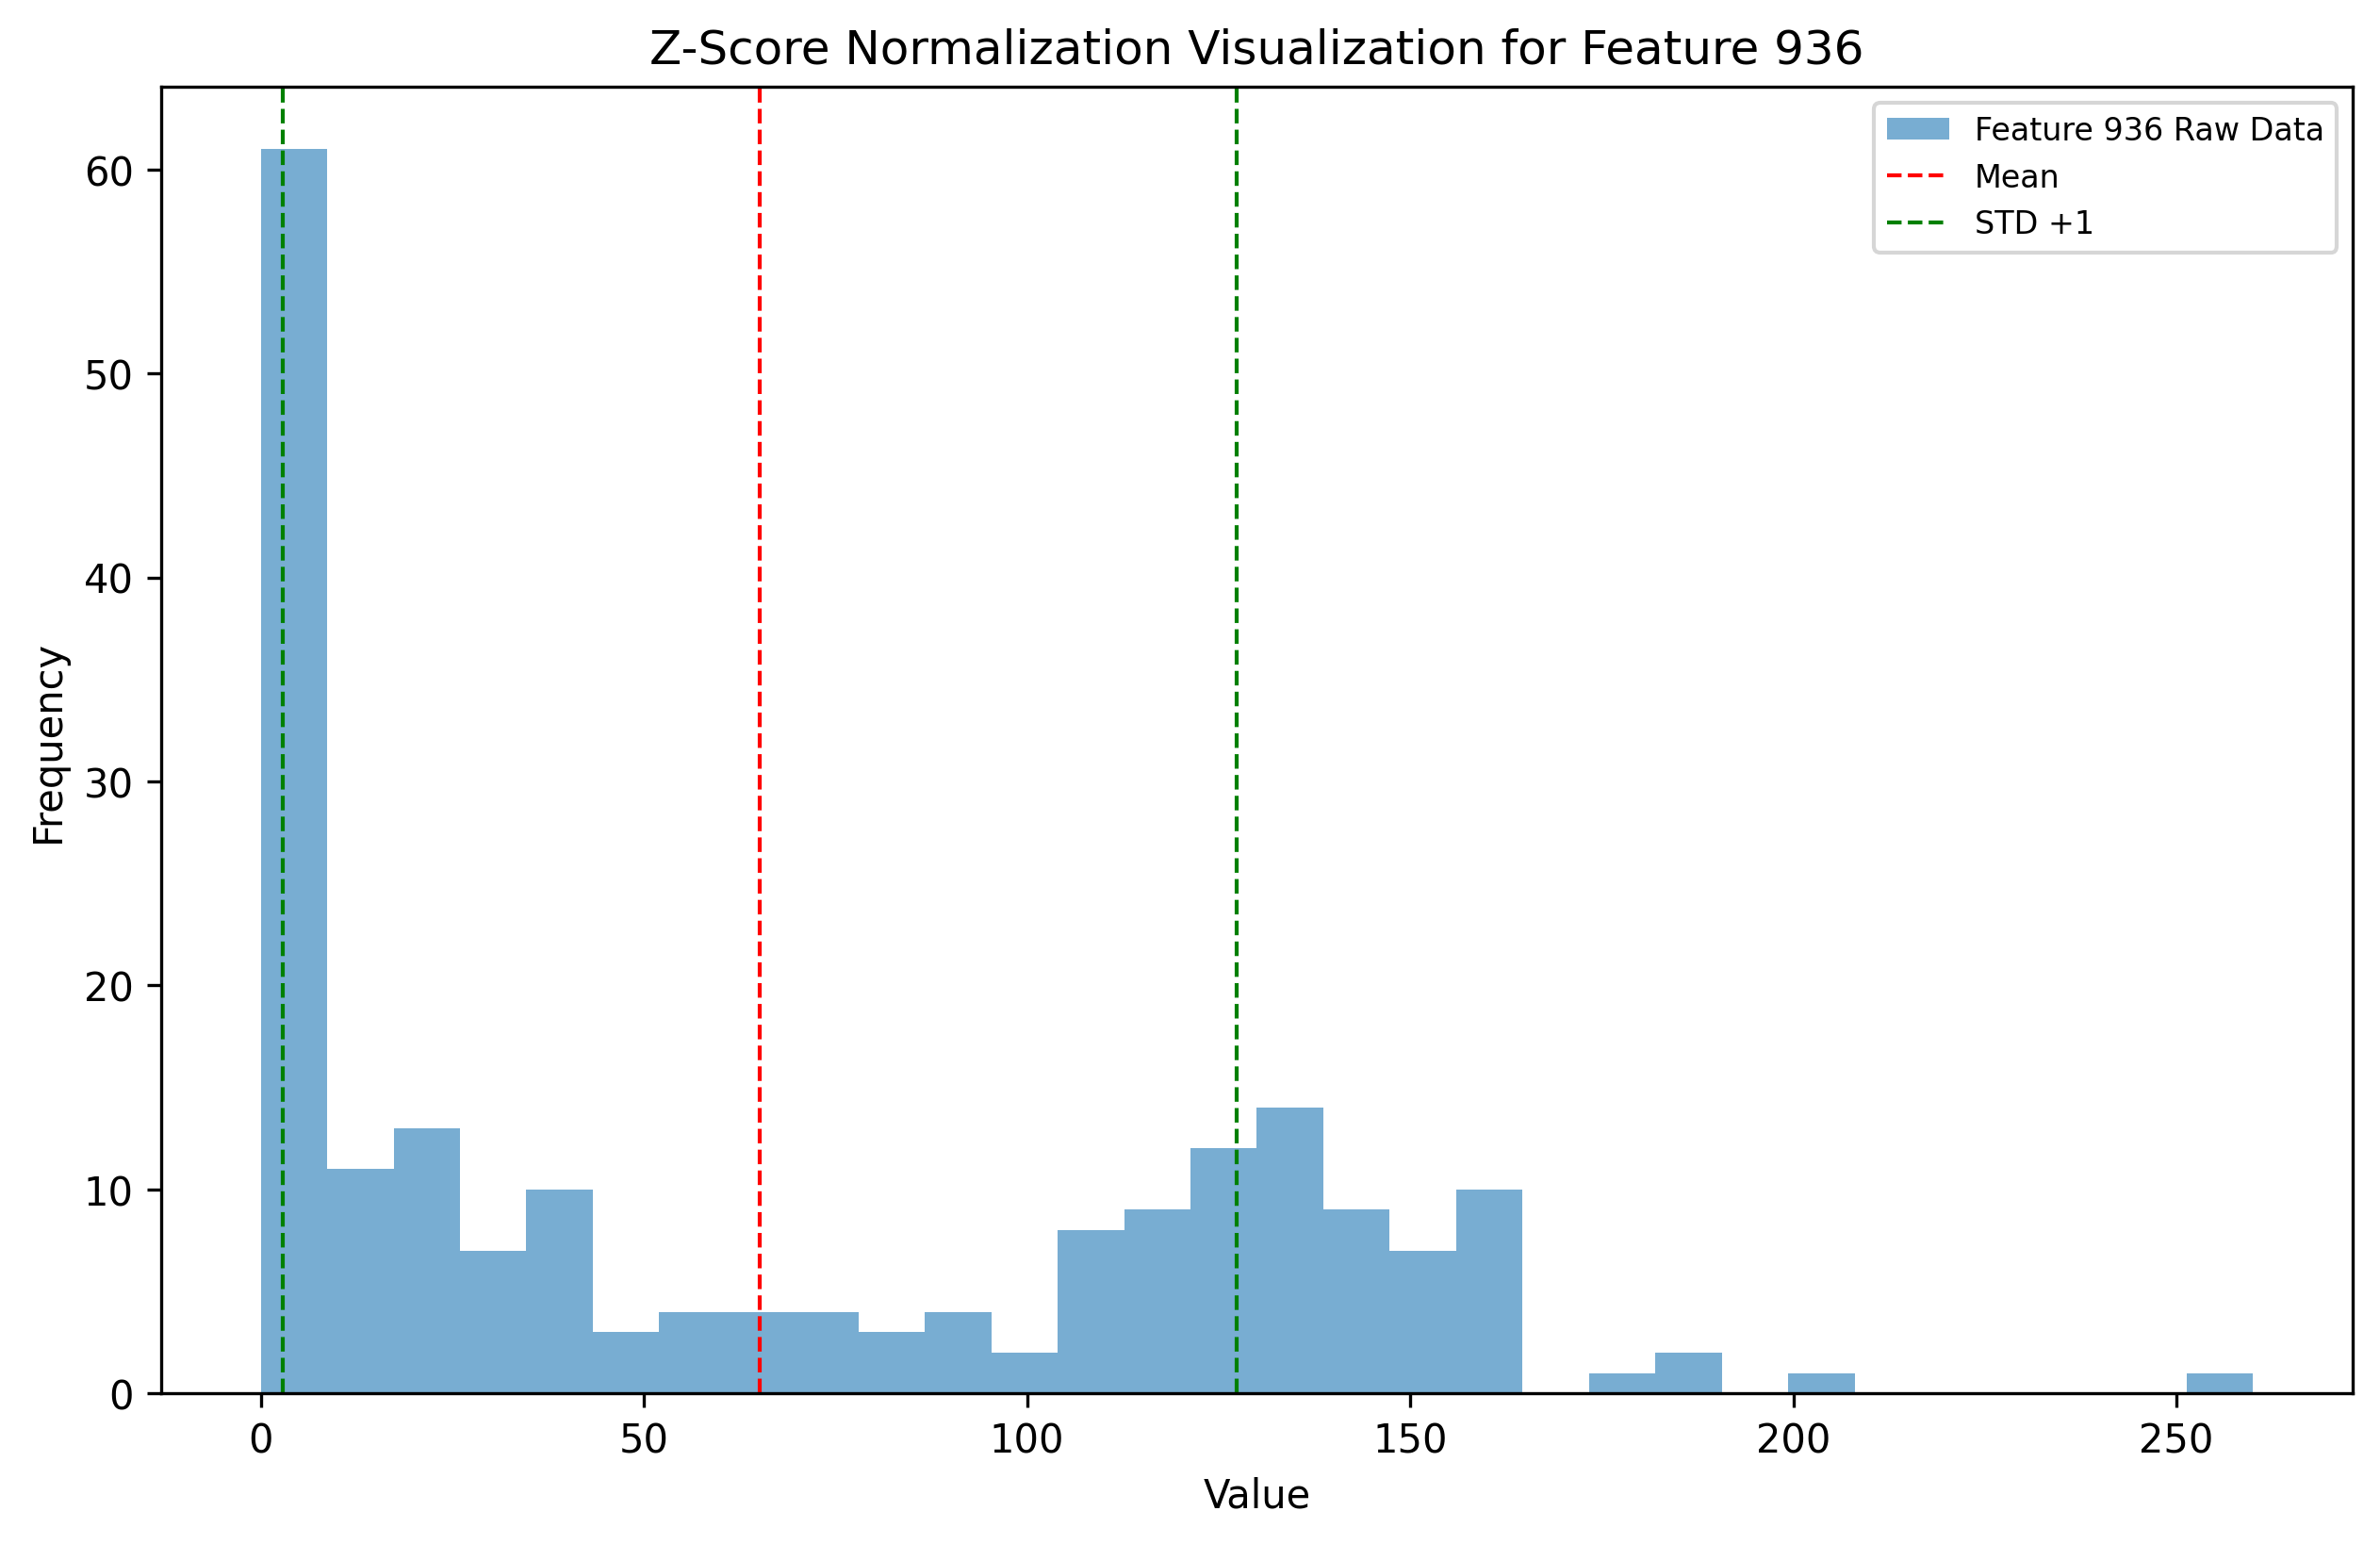 Z-Score Normalization Visualization for Feature 936
Feature 936 Raw Data
Mean
STD +1
60
50
40
30
20
10
0
Frequency
0 50 100 150 200 250
Value